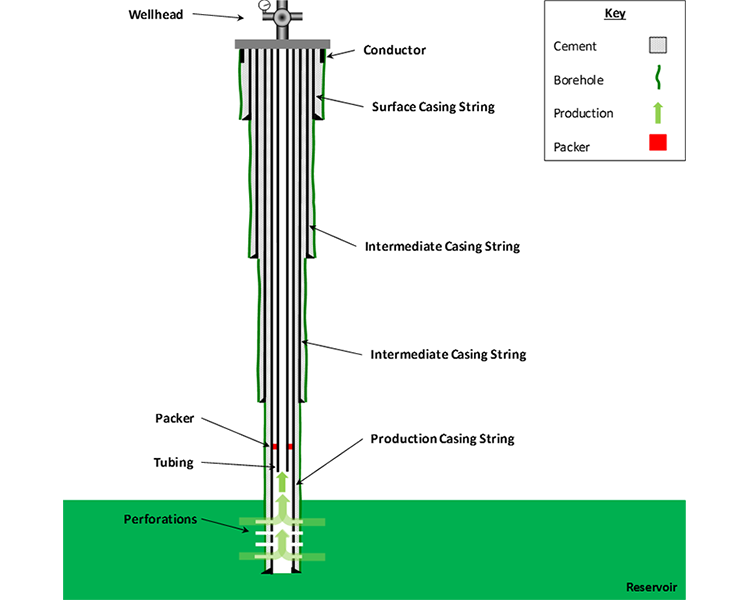 Wellhead
Key
Conductor
Cement
Borehole
Surface Casing String
Production
Packer
Intermediate Casing String
Intermediate Casing String
Packer
Production Casing String
Tubing
Perforations
Reservoir